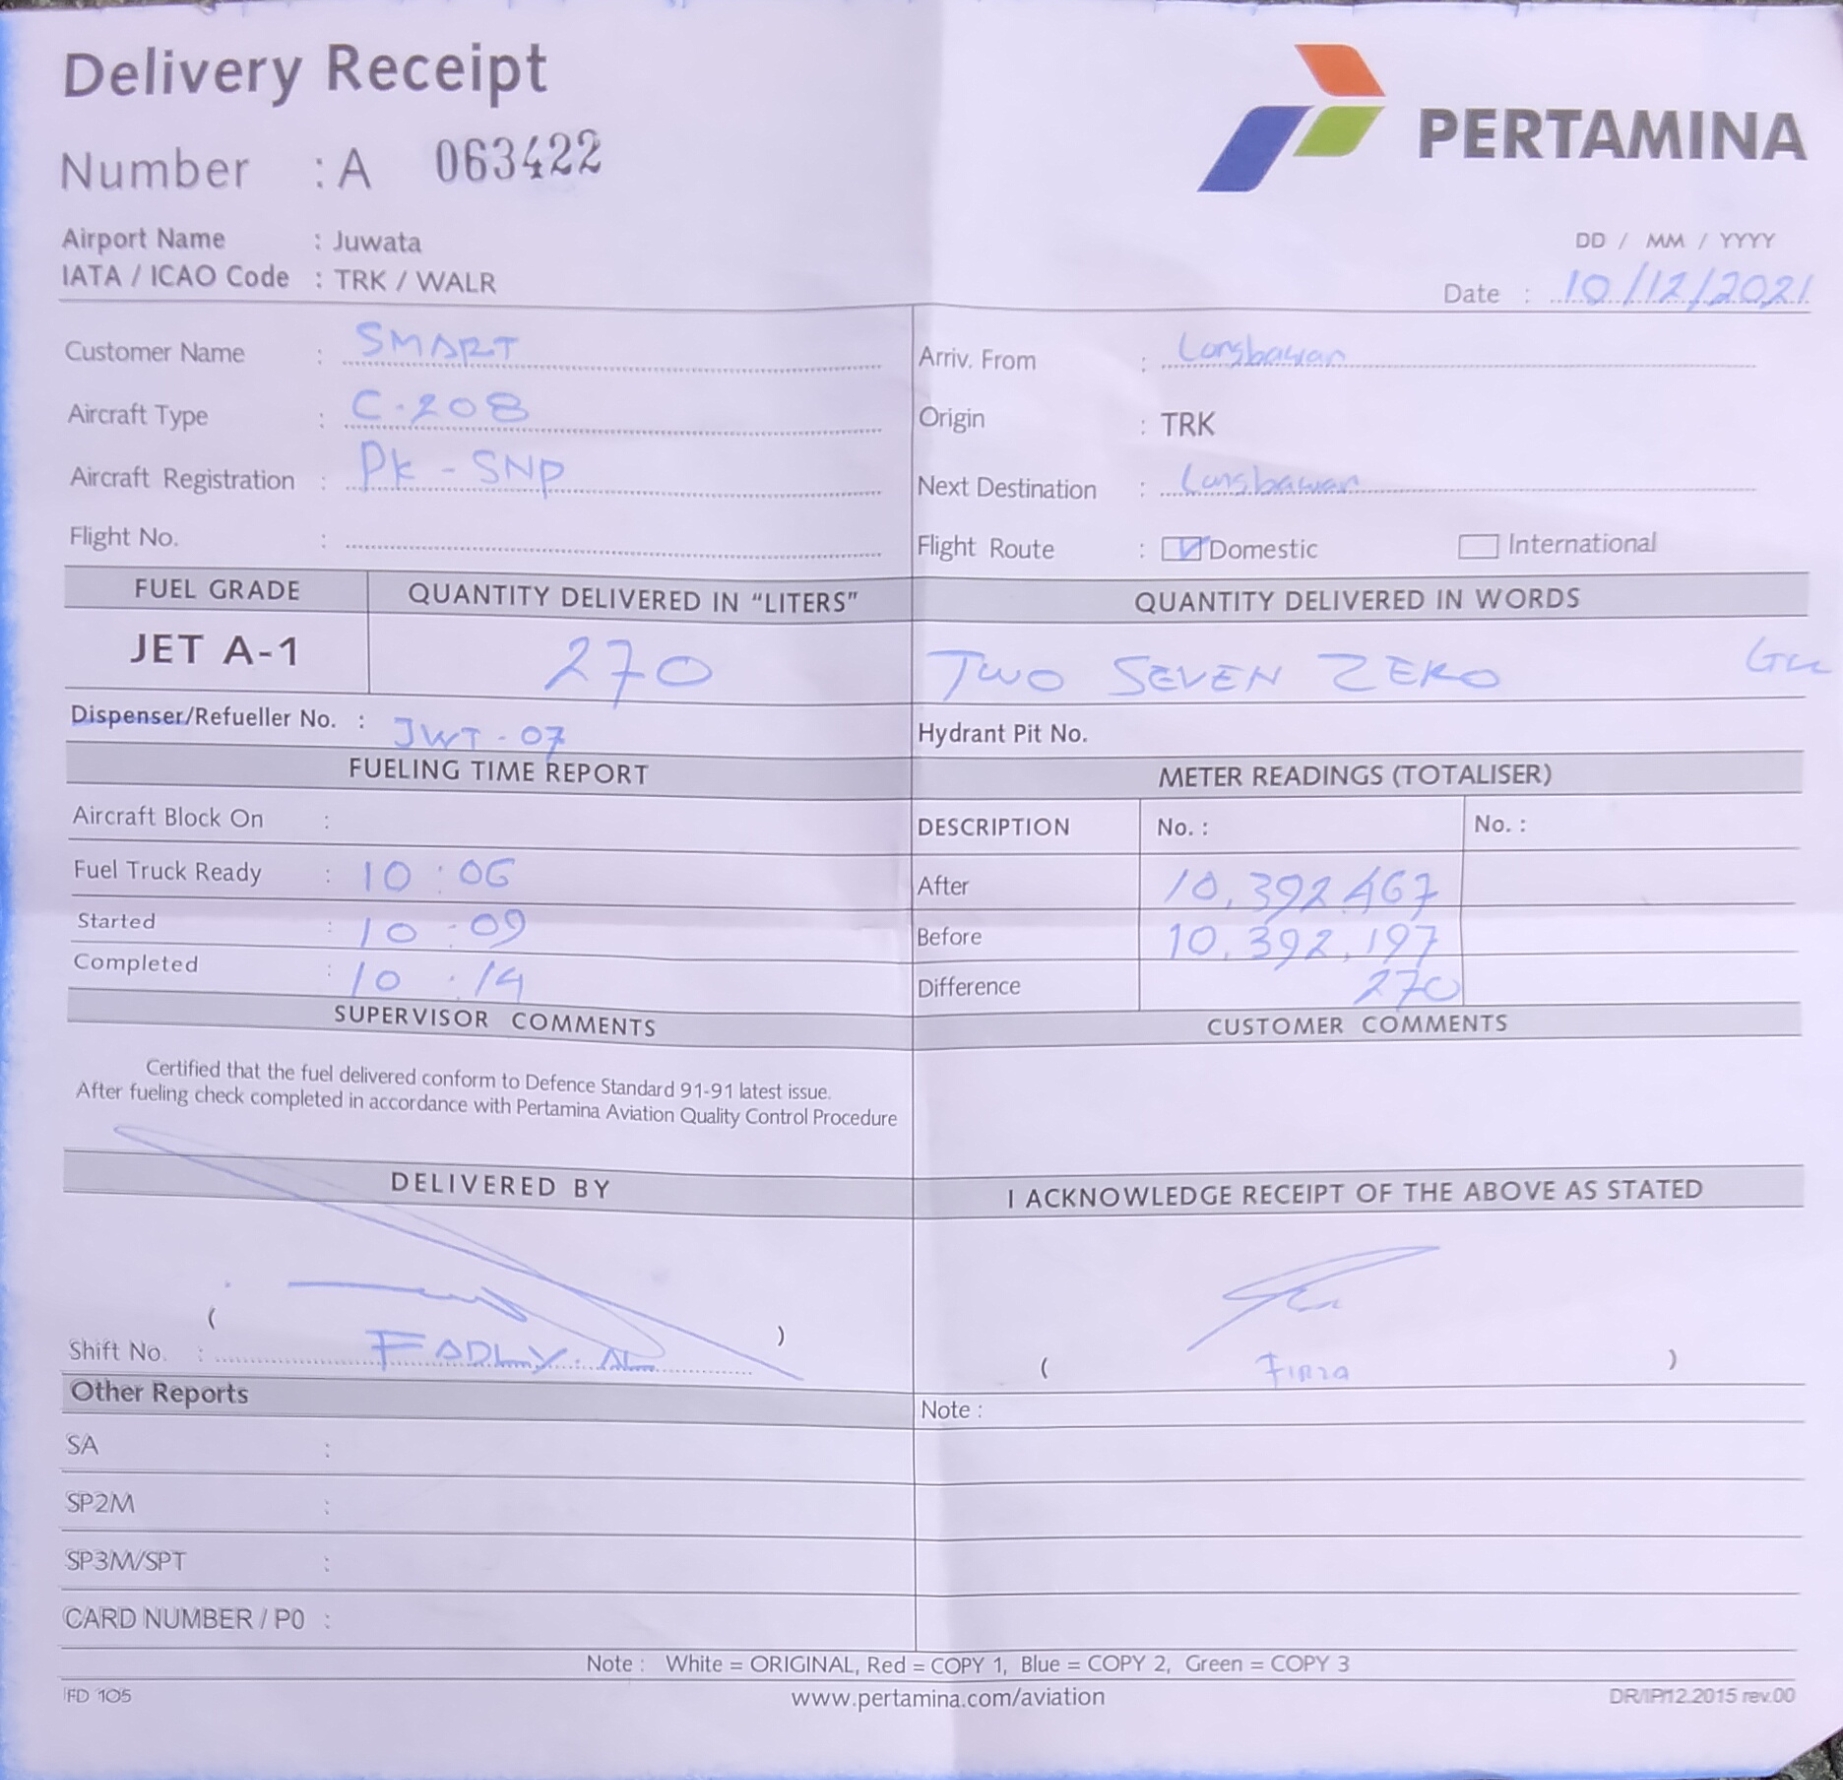 Delivery Receipt
PERTAMINA
Number : A 063422
Airport Name : Juwata
IATA / ICAO Code : TRK / WALR
DD / MM / YYYY
Date : 10/12/2021
Customer Name : SMART
Arriv. From : Longbawan
Aircraft Type : C-208
Origin : TRK
Aircraft Registration : PK - SNP
Next Destination : Longbawan
Flight No. :
Flight Route : Domestic International
FUEL GRADE QUANTITY DELIVERED IN “LITERS” QUANTITY DELIVERED IN WORDS
JET A-1 270 TWO SEVEN ZERO
Dispenser/Refueller No. : JWT - 07
Hydrant Pit No.
FUELING TIME REPORT METER READINGS (TOTALISER)
Aircraft Block On :
DESCRIPTION No. : No. :
Fuel Truck Ready : 10 : 06
After 10,392,467
Started : 10 : 09
Before 10,392,197
Completed : 10 : 14
Difference 270
SUPERVISOR COMMENTS CUSTOMER COMMENTS
Certified that the fuel delivered conform to Defence Standard 91-91 latest issue.
After fueling check completed in accordance with Pertamina Aviation Quality Control Procedure
DELIVERED BY I ACKNOWLEDGE RECEIPT OF THE ABOVE AS STATED
( )
Shift No. : FADLY. AL
( Firza )
Other Reports
Note :
SA :
SP2M :
SP3M/SPT :
CARD NUMBER / P0 :
Note : White = ORIGINAL, Red = COPY 1, Blue = COPY 2, Green = COPY 3
FD 105 www.pertamina.com/aviation DR/IP/12.2015 rev.00